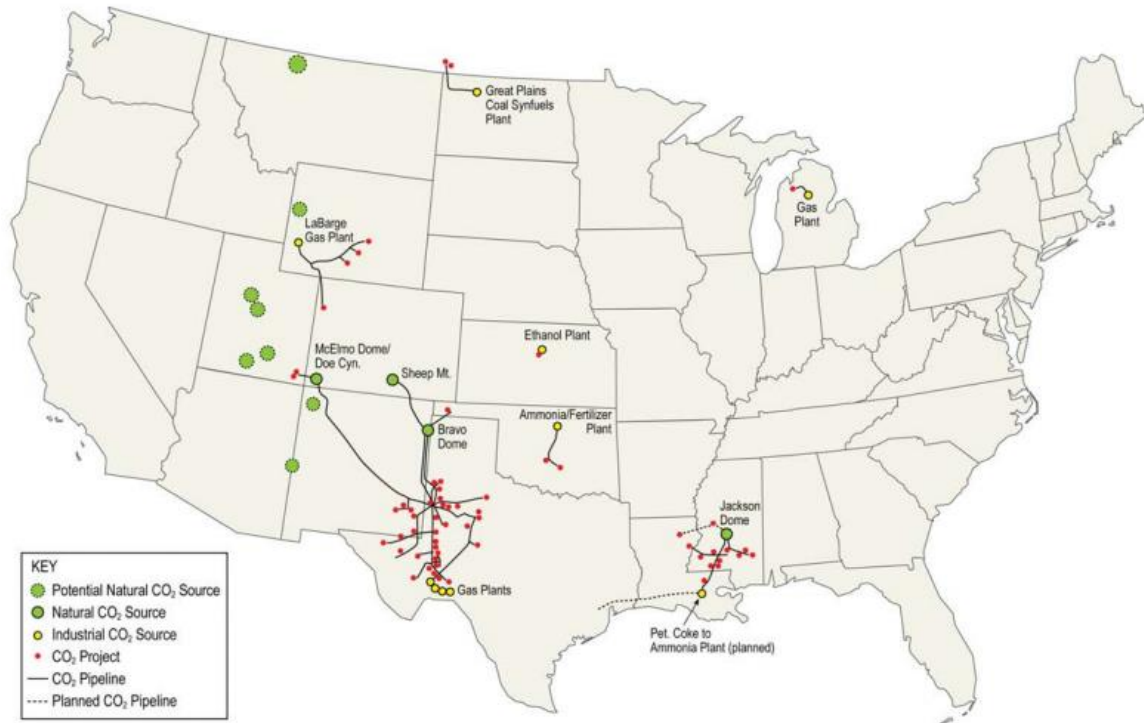 Great Plains
Coal Synfuels
Plant
Gas
Plant
LaBarge
Gas Plant
Ethanol Plant
McElmo Dome/
Doe Cyn.
Sheep Mt.
Ammonia/Fertilizer
Plant
Bravo
Dome
Jackson
Dome
Gas Plants
Pet. Coke to
Ammonia Plant (planned)
KEY
Potential Natural CO₂ Source
Natural CO₂ Source
Industrial CO₂ Source
CO₂ Project
CO₂ Pipeline
Planned CO₂ Pipeline